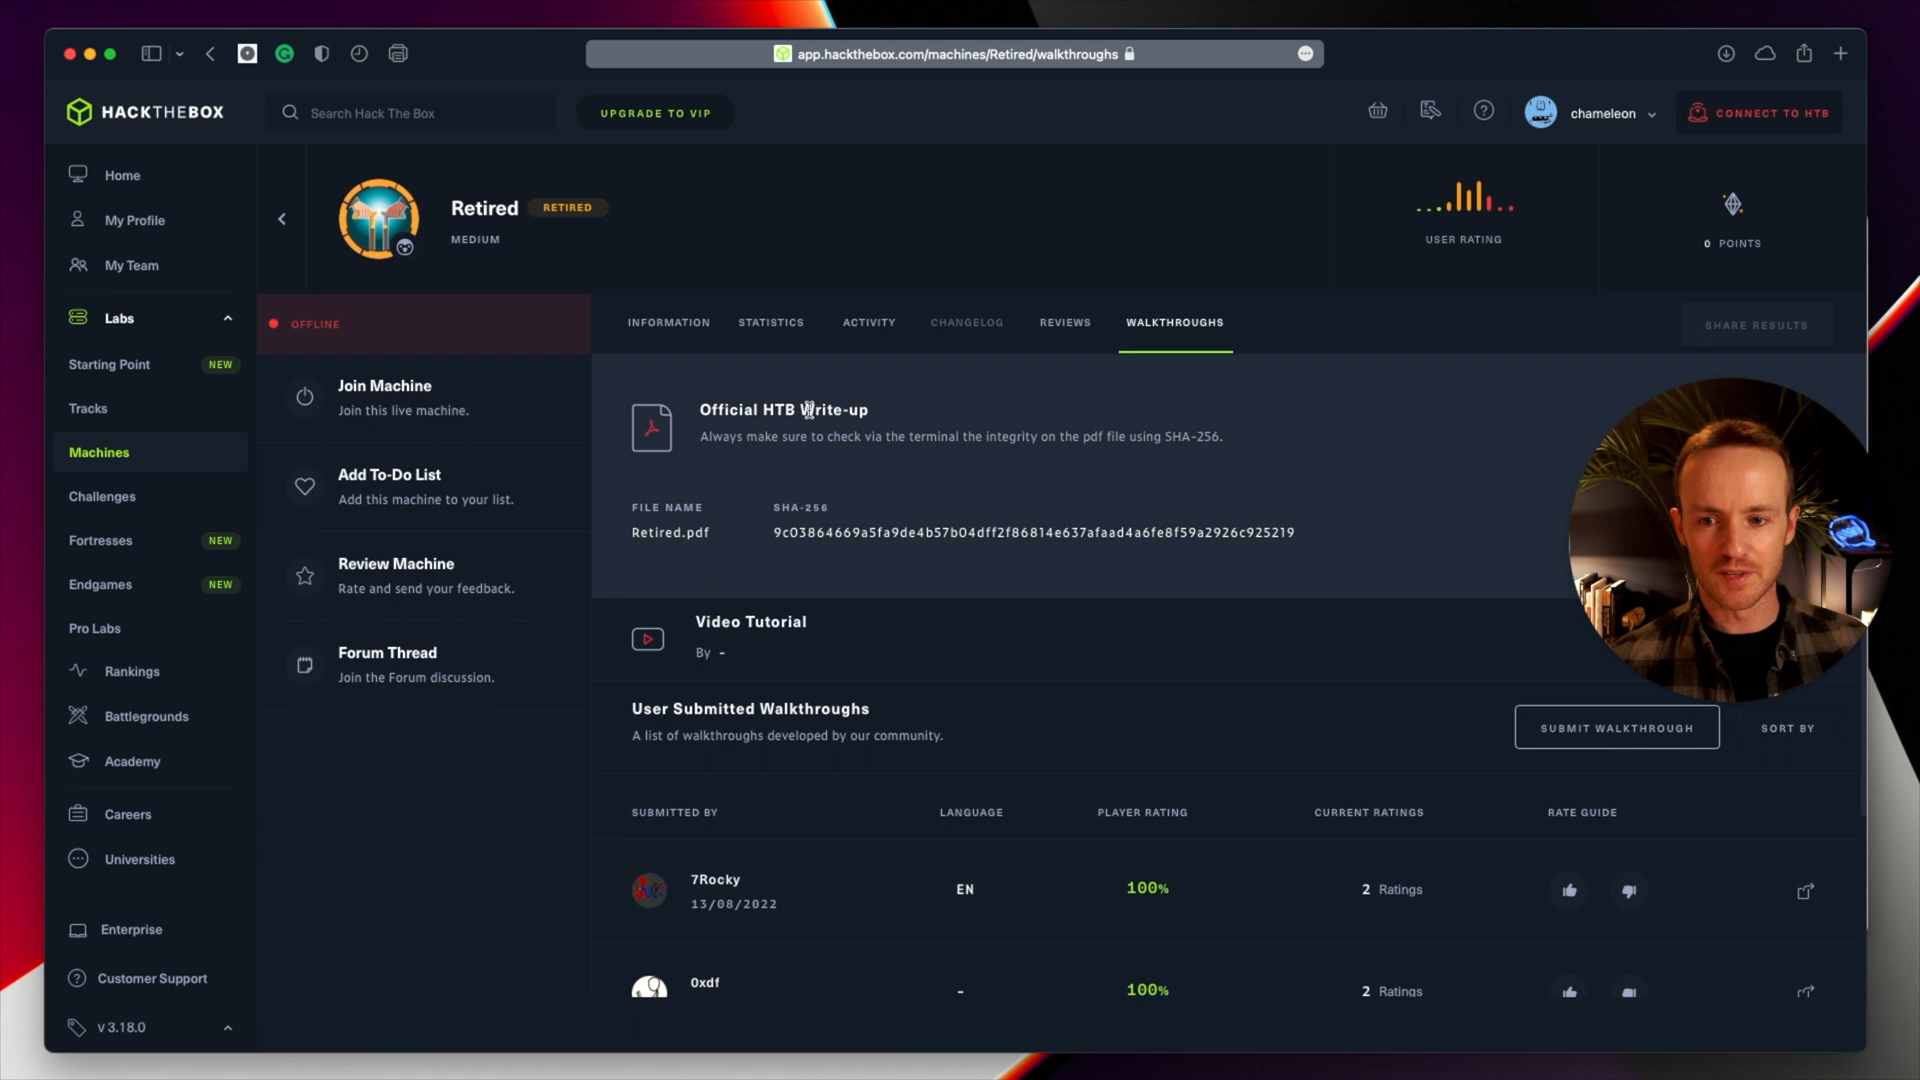 app.hackthebox.com/machines/Retired/walkthroughs
HACKTHEBOX
Search Hack The Box
UPGRADE TO VIP
chameleon
CONNECT TO HTB
Home
My Profile
My Team
Labs
Starting Point NEW
Tracks
Machines
Challenges
Fortresses NEW
Endgames NEW
Pro Labs
Rankings
Battlegrounds
Academy
Careers
Universities
Enterprise
Customer Support
v 3.18.0
Retired RETIRED
MEDIUM
USER RATING
0 POINTS
OFFLINE
Join Machine
Join this live machine.
Add To-Do List
Add this machine to your list.
Review Machine
Rate and send your feedback.
Forum Thread
Join the Forum discussion.
INFORMATION STATISTICS ACTIVITY CHANGELOG REVIEWS WALKTHROUGHS
SHARE RESULTS
Official HTB Write-up
Always make sure to check via the terminal the integrity on the pdf file using SHA-256.
FILE NAME SHA-256
Retired.pdf 9c03864669a5fa9de4b57b04dff2f86814e637afaad4a6fe8f59a2926c925219
Video Tutorial
By -
User Submitted Walkthroughs
A list of walkthroughs developed by our community.
SUBMIT WALKTHROUGH SORT BY
SUBMITTED BY LANGUAGE PLAYER RATING CURRENT RATINGS RATE GUIDE
7Rocky EN 100% 2 Ratings
13/08/2022
0xdf - 100% 2 Ratings